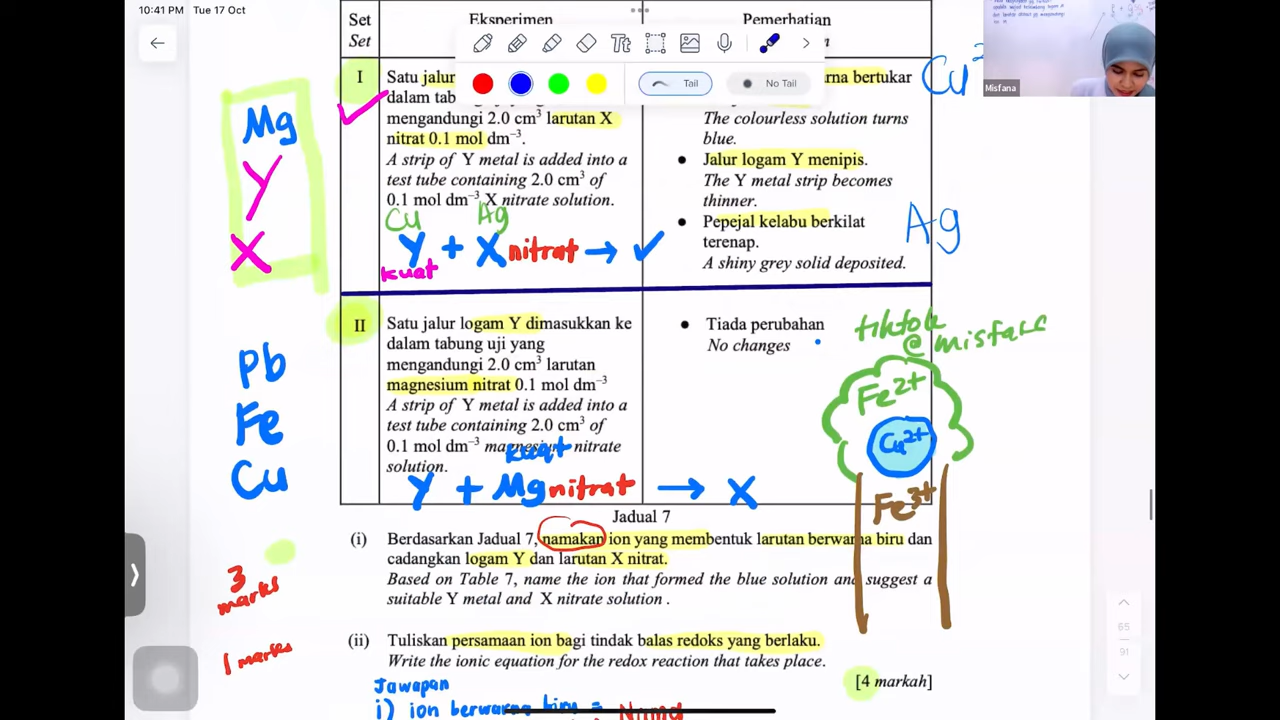 10:41 PM Tue 17 Oct
Set
Set
Eksperimen
Pemerhatian
Tt
Tail
No Tail
Misfana
I
Satu jalur
dalam tab
mengandungi 2.0 cm³ larutan X
nitrat 0.1 mol dm⁻³.
A strip of Y metal is added into a
test tube containing 2.0 cm³ of
0.1 mol dm⁻³ X nitrate solution.
Cu Ag
Y + X nitrat → ✓
kuat
rna bertukar
The colourless solution turns
blue.
• Jalur logam Y menipis.
The Y metal strip becomes
thinner.
• Pepejal kelabu berkilat
terenap.
A shiny grey solid deposited.
Ag
Mg
Y
X
II
Satu jalur logam Y dimasukkan ke
dalam tabung uji yang
mengandungi 2.0 cm³ larutan
magnesium nitrat 0.1 mol dm⁻³
A strip of Y metal is added into a
test tube containing 2.0 cm³ of
0.1 mol dm⁻³ magnesium nitrate
solution.
kuat
Y + Mg nitrat → X
• Tiada perubahan
No changes
tiktok
@misfa
Fe²⁺
Cu²⁺
Fe³⁺
Pb
Fe
Cu
Jadual 7
(i) Berdasarkan Jadual 7, namakan ion yang membentuk larutan berwarna biru dan
cadangkan logam Y dan larutan X nitrat.
Based on Table 7, name the ion that formed the blue solution and suggest a
suitable Y metal and X nitrate solution .
3
marks
(ii) Tuliskan persamaan ion bagi tindak balas redoks yang berlaku.
Write the ionic equation for the redox reaction that takes place.
1 marks
[4 markah]
Jawapan
i) ion berwarna biru =
65
91